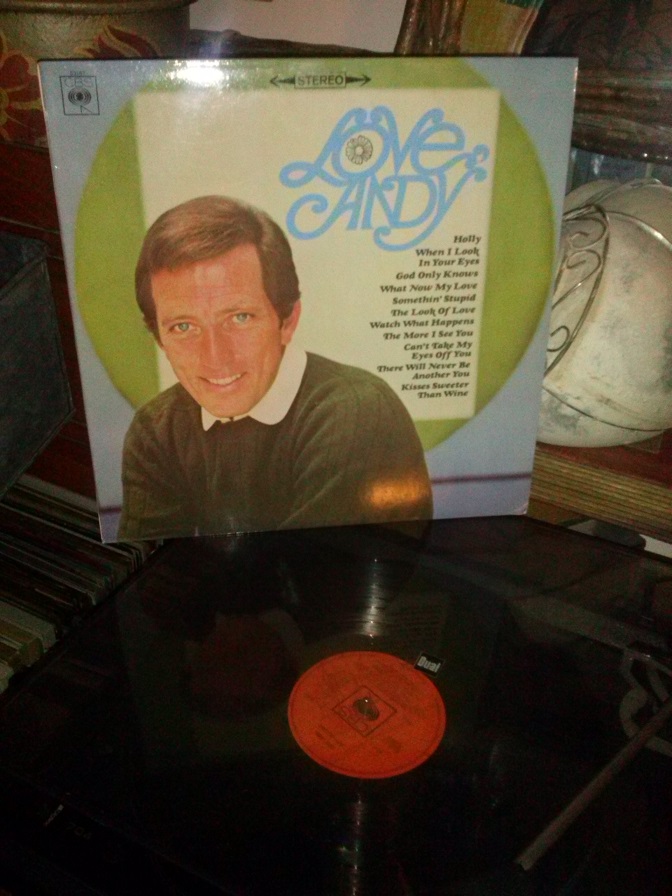 CBS
STEREO
LOVE
ANDY
Holly
When I Look
In Your Eyes
God Only Knows
What Now My Love
Somethin' Stupid
The Look Of Love
Watch What Happens
The More I See You
Can't Take My
Eyes Off You
There Will Never Be
Another You
Kisses Sweeter
Than Wine
Dual